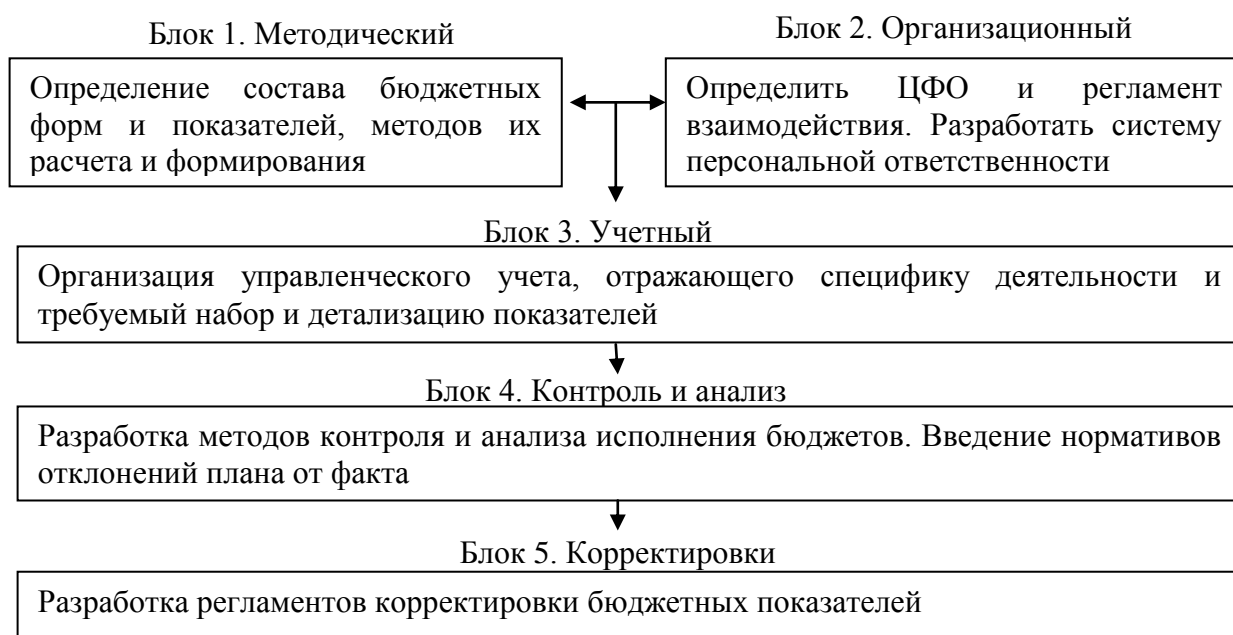 Блок 1. Методический
Определение состава бюджетных
форм и показателей, методов их
расчета и формирования
Блок 2. Организационный
Определить ЦФО и регламент
взаимодействия. Разработать систему
персональной ответственности
Блок 3. Учетный
Организация управленческого учета, отражающего специфику деятельности и
требуемый набор и детализацию показателей
Блок 4. Контроль и анализ
Разработка методов контроля и анализа исполнения бюджетов. Введение нормативов
отклонений плана от факта
Блок 5. Корректировки
Разработка регламентов корректировки бюджетных показателей